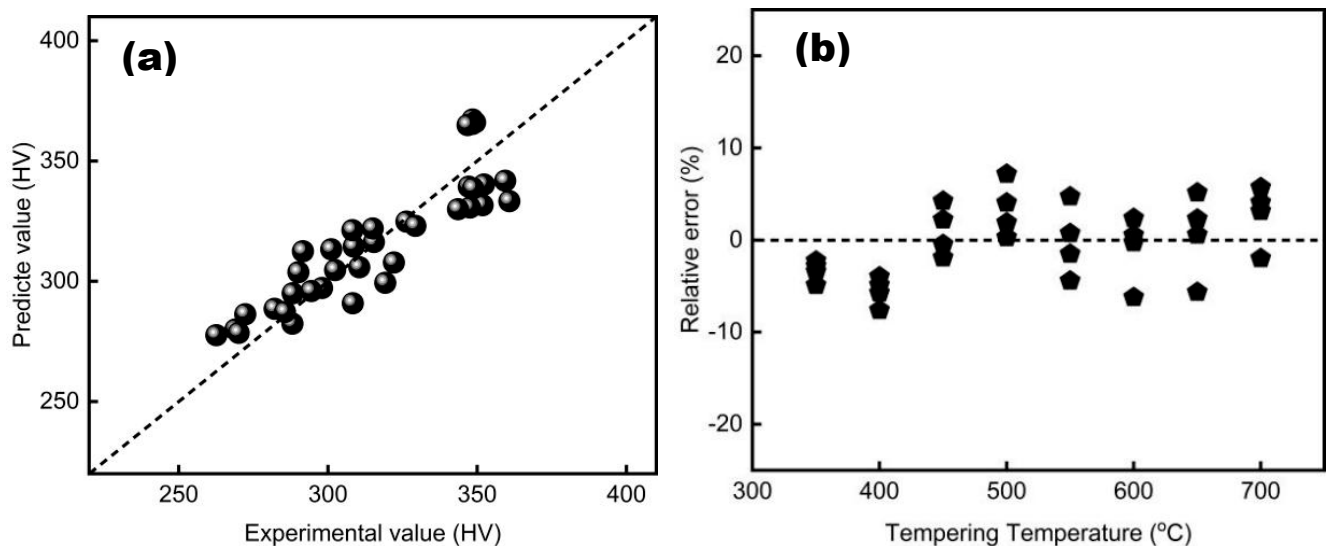 (a)
Predicte value (HV)
400
350
300
250
250 300 350 400
Experimental value (HV)
(b)
Relative error (%)
20
10
0
-10
-20
300 400 500 600 700
Tempering Temperature (°C)